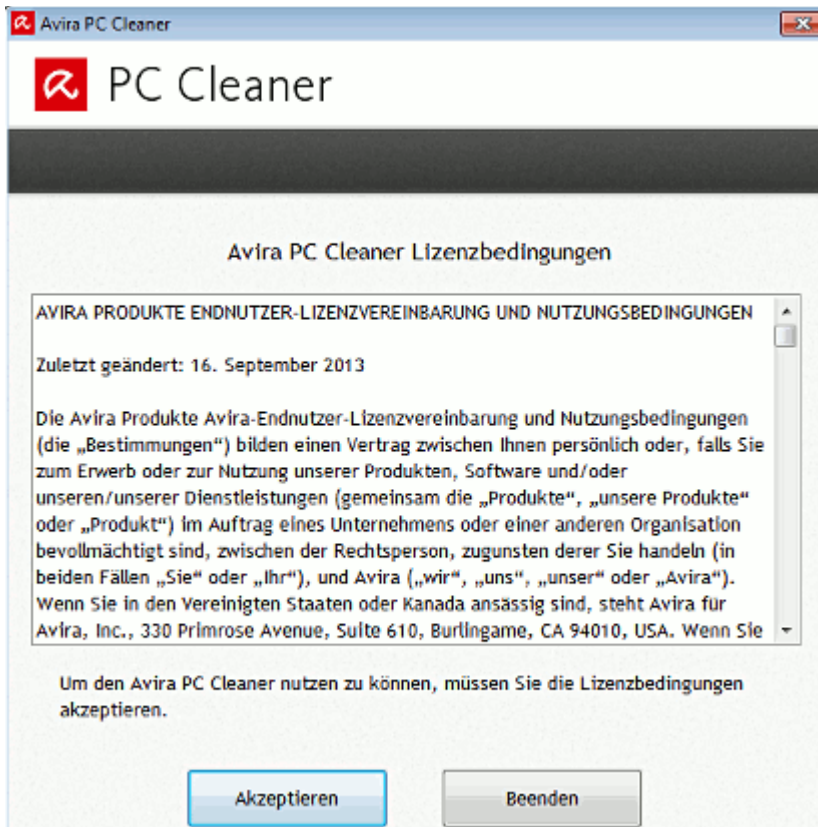 Avira PC Cleaner
PC Cleaner
Avira PC Cleaner Lizenzbedingungen
AVIRA PRODUKTE ENDNUTZER-LIZENZVEREINBARUNG UND NUTZUNGSBEDINGUNGEN
Zuletzt geändert: 16. September 2013
Die Avira Produkte Avira-Endnutzer-Lizenzvereinbarung und Nutzungsbedingungen
(die „Bestimmungen“) bilden einen Vertrag zwischen Ihnen persönlich oder, falls Sie
zum Erwerb oder zur Nutzung unserer Produkten, Software und/oder
unseren/unserer Dienstleistungen (gemeinsam die „Produkte“, „unsere Produkte“
oder „Produkt“) im Auftrag eines Unternehmens oder einer anderen Organisation
bevollmächtigt sind, zwischen der Rechtsperson, zugunsten derer Sie handeln (in
beiden Fällen „Sie“ oder „Ihr“), und Avira („wir“, „uns“, „unser“ oder „Avira“).
Wenn Sie in den Vereinigten Staaten oder Kanada ansässig sind, steht Avira für
Avira, Inc., 330 Primrose Avenue, Suite 610, Burlingame, CA 94010, USA. Wenn Sie
Um den Avira PC Cleaner nutzen zu können, müssen Sie die Lizenzbedingungen
akzeptieren.
Akzeptieren
Beenden